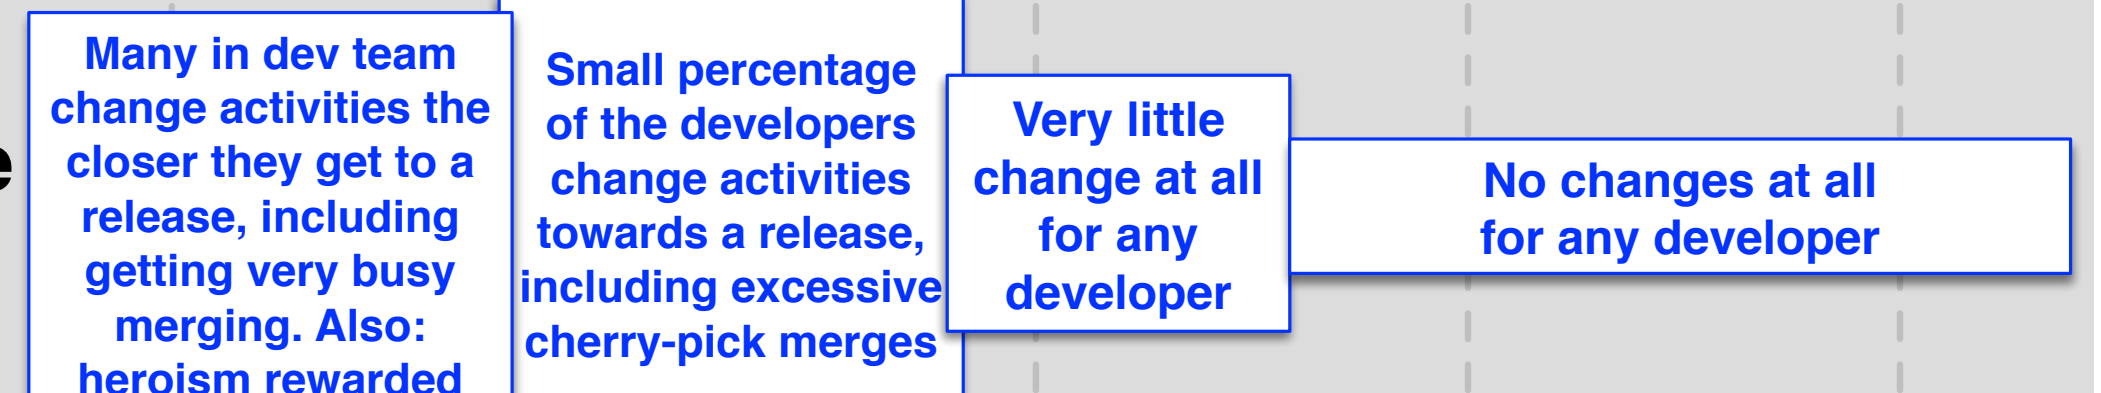 Many in dev team
change activities the
closer they get to a
release, including
getting very busy
merging. Also:
heroism rewarded
Small percentage
of the developers
change activities
towards a release,
including excessive
cherry-pick merges
Very little
change at all
for any
developer
No changes at all
for any developer